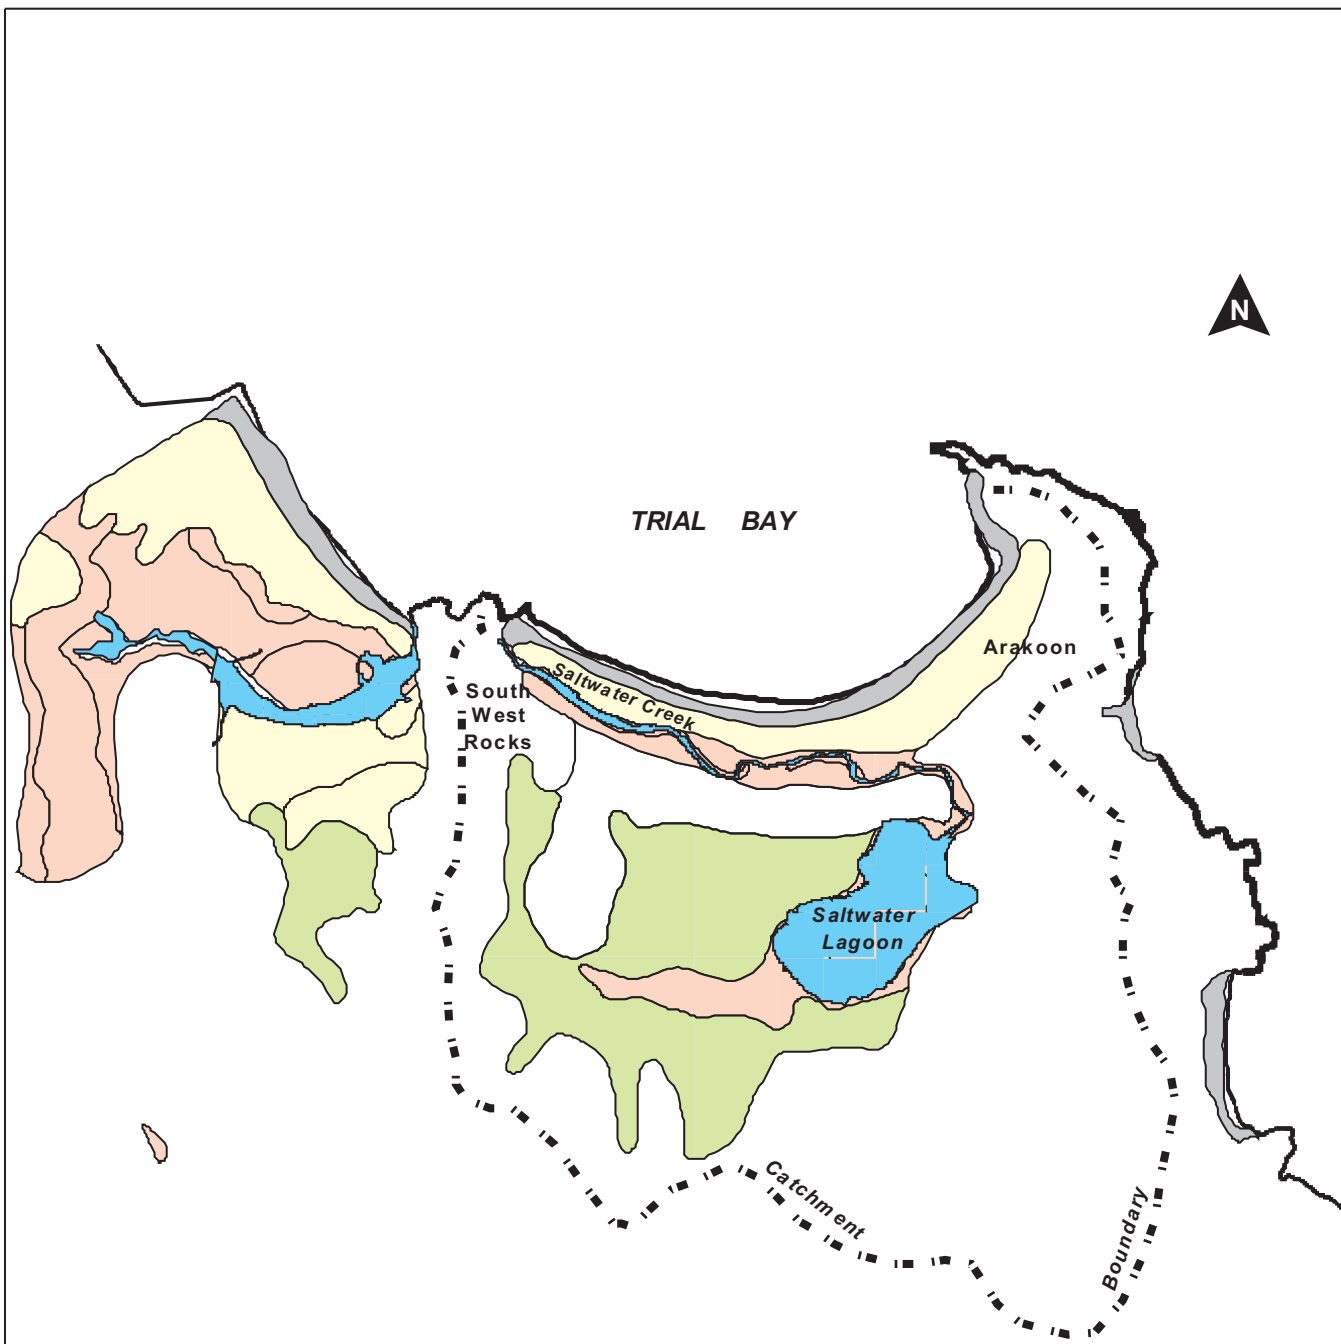 N
TRIAL BAY
Arakoon
Saltwater Creek
South
West
Rocks
Saltwater
Lagoon
Catchment
Boundary